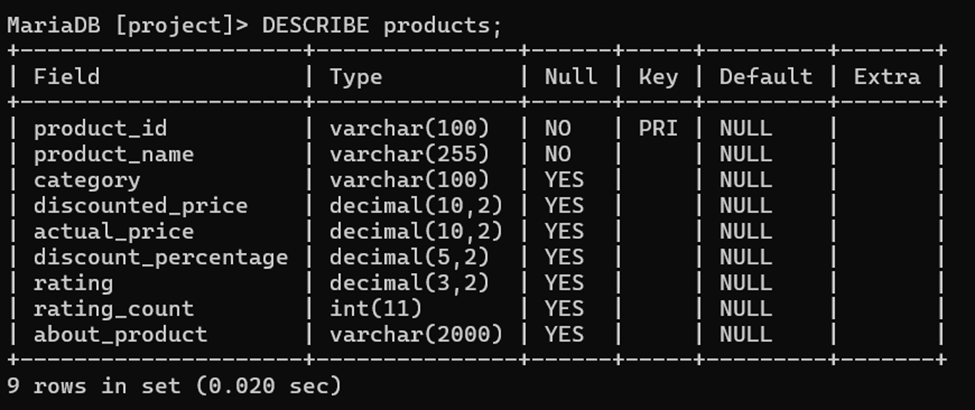 MariaDB [project]> DESCRIBE products;
+---------------------+---------------+------+-----+---------+-------+
| Field               | Type          | Null | Key | Default | Extra |
+---------------------+---------------+------+-----+---------+-------+
| product_id          | varchar(100)  | NO   | PRI | NULL    |       |
| product_name        | varchar(255)  | NO   |     | NULL    |       |
| category            | varchar(100)  | YES  |     | NULL    |       |
| discounted_price    | decimal(10,2) | YES  |     | NULL    |       |
| actual_price        | decimal(10,2) | YES  |     | NULL    |       |
| discount_percentage | decimal(5,2)  | YES  |     | NULL    |       |
| rating              | decimal(3,2)  | YES  |     | NULL    |       |
| rating_count        | int(11)       | YES  |     | NULL    |       |
| about_product       | varchar(2000) | YES  |     | NULL    |       |
+---------------------+---------------+------+-----+---------+-------+
9 rows in set (0.020 sec)